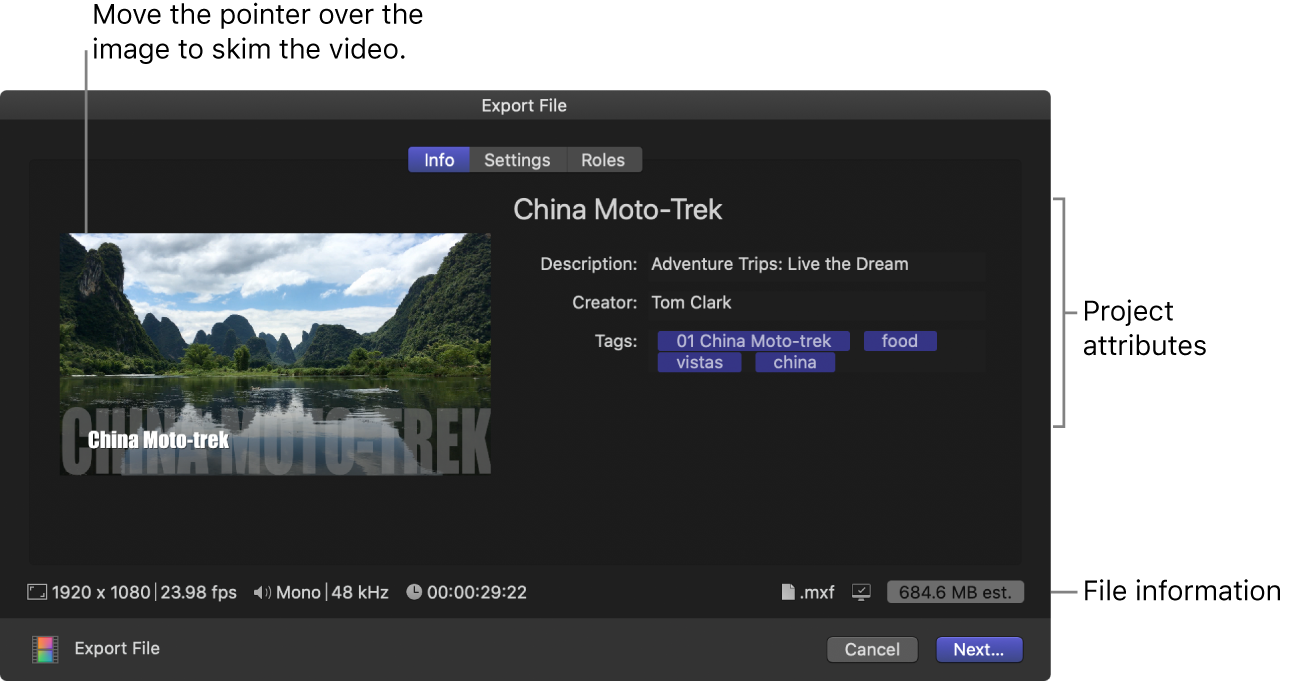 Move the pointer over the
image to skim the video.
Export File
Info Settings Roles
China Moto-Trek
Description: Adventure Trips: Live the Dream
Creator: Tom Clark
Tags: 01 China Moto-trek food
vistas china
CHINA MOTO-TREK
China Moto-trek
Project
attributes
1920 x 1080 | 23.98 fps Mono | 48 kHz 00:00:29:22 .mxf 684.6 MB est.
File information
Export File Cancel Next...